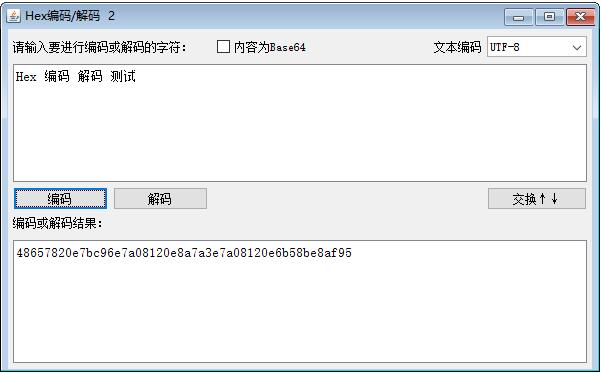 Hex编码/解码 2
请输入要进行编码或解码的字符: 内容为Base64 文本编码 UTF-8
Hex 编码 解码 测试
编码 解码 交换↑↓
编码或解码结果:
48657820e7bc96e7a08120e8a7a3e7a08120e6b58be8af95